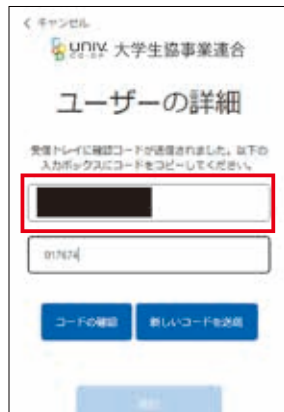 < キャンセル
univ. CO-OP 大学生協事業連合
ユーザーの詳細
受信トレイに確認コードが送信されました。以下の
入力ボックスにコードをコピーしてください。
017674
コードの確認 新しいコードを送信